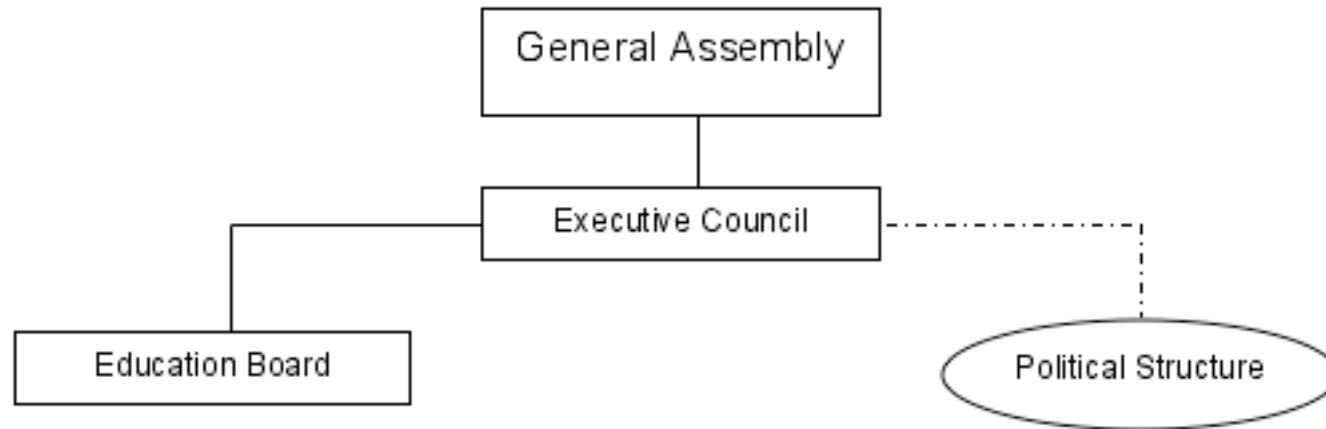 General Assembly
Executive Council
Education Board
Political Structure